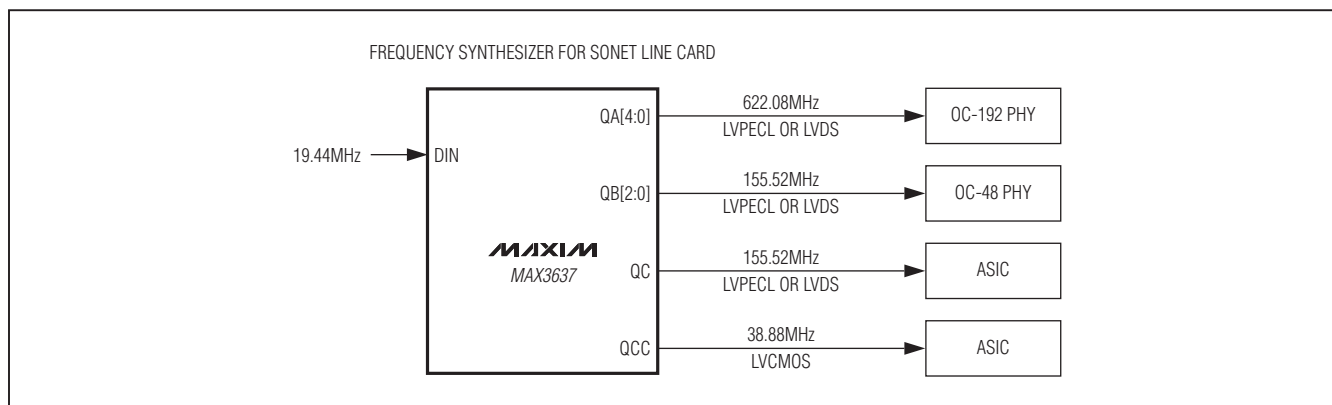 FREQUENCY SYNTHESIZER FOR SONET LINE CARD
19.44MHz
DIN
MAXIM
MAX3637
QA[4:0]
622.08MHz
LVPECL OR LVDS
OC-192 PHY
QB[2:0]
155.52MHz
LVPECL OR LVDS
OC-48 PHY
QC
155.52MHz
LVPECL OR LVDS
ASIC
QCC
38.88MHz
LVCMOS
ASIC